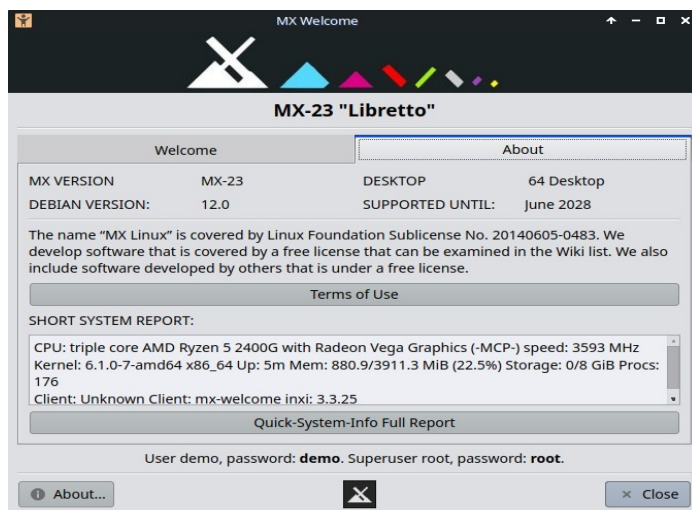 MX Welcome
MX-23 "Libretto"
Welcome
About
MX VERSION MX-23 DESKTOP 64 Desktop
DEBIAN VERSION: 12.0 SUPPORTED UNTIL: June 2028
The name “MX Linux” is covered by Linux Foundation Sublicense No. 20140605-0483. We
develop software that is covered by a free license that can be examined in the Wiki list. We also
include software developed by others that is under a free license.
Terms of Use
SHORT SYSTEM REPORT:
CPU: triple core AMD Ryzen 5 2400G with Radeon Vega Graphics (-MCP-) speed: 3593 MHz
Kernel: 6.1.0-7-amd64 x86_64 Up: 5m Mem: 880.9/3911.3 MiB (22.5%) Storage: 0/8 GiB Procs:
176
Client: Unknown Client: mx-welcome inxi: 3.3.25
Quick-System-Info Full Report
User demo, password: demo. Superuser root, password: root.
About...
Close